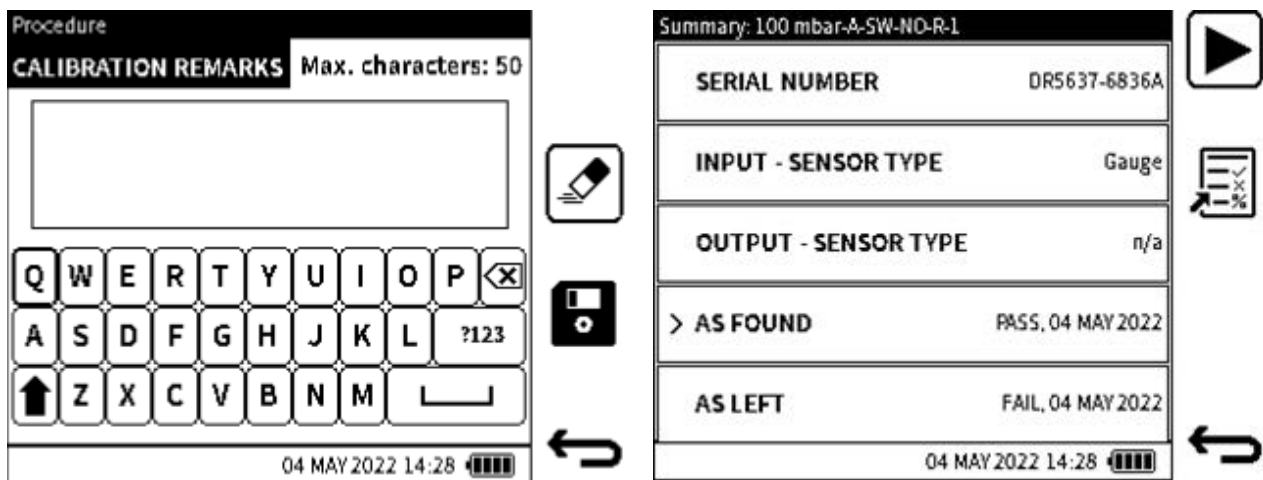 Procedure
CALIBRATION REMARKS Max. characters: 50
Q W E R T Y U I O P
A S D F G H J K L ?123
Z X C V B N M
04 MAY 2022 14:28
Summary: 100 mbar-A-SW-NO-R-1
SERIAL NUMBER DR5637-6836A
INPUT - SENSOR TYPE Gauge
OUTPUT - SENSOR TYPE n/a
> AS FOUND PASS, 04 MAY 2022
AS LEFT FAIL, 04 MAY 2022
04 MAY 2022 14:28